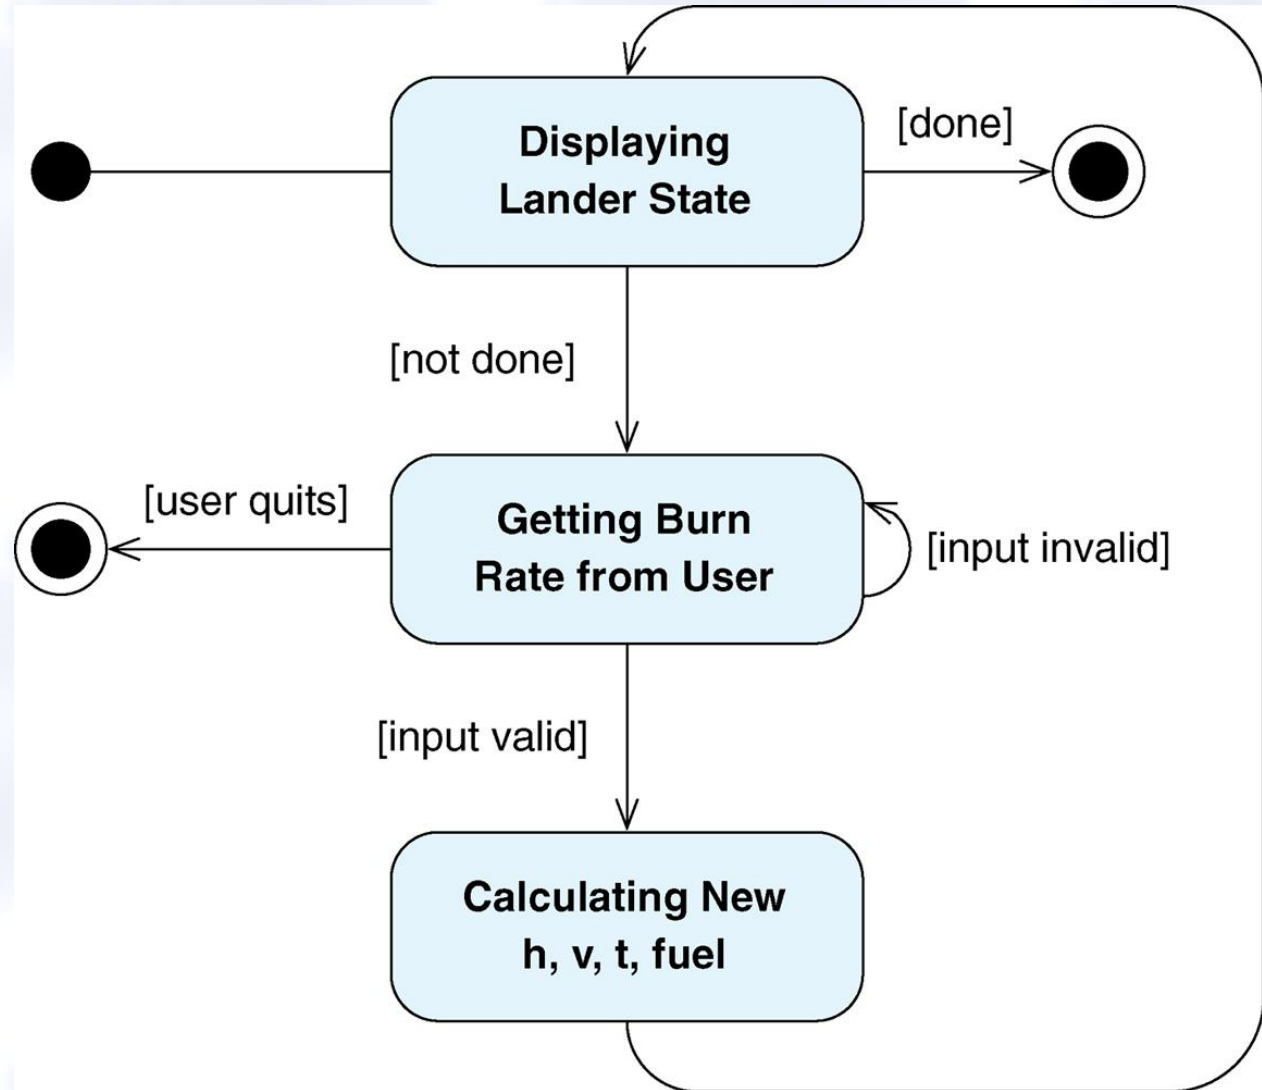 [done]
Displaying
Lander State
[not done]
[user quits]
Getting Burn
Rate from User
[input invalid]
[input valid]
Calculating New
h, v, t, fuel